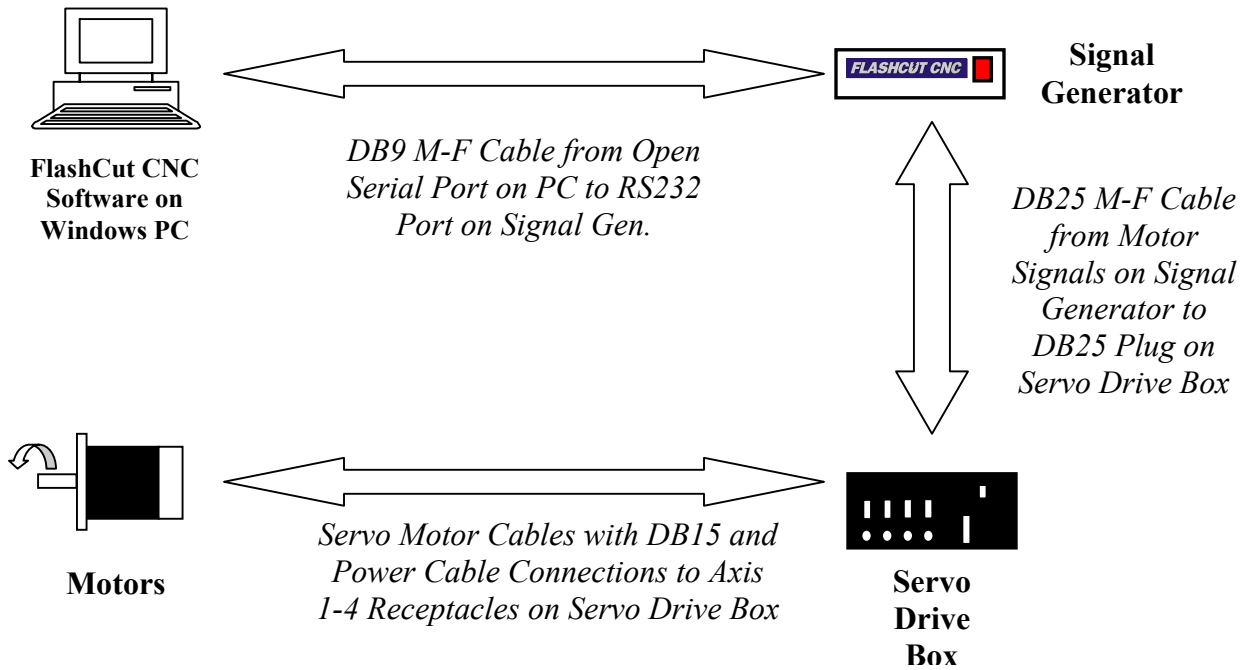 FLASHCUT CNC
Signal
Generator
FlashCut CNC
Software on
Windows PC
DB9 M-F Cable from Open
Serial Port on PC to RS232
Port on Signal Gen.
DB25 M-F Cable
from Motor
Signals on Signal
Generator to
DB25 Plug on
Servo Drive Box
Motors
Servo Motor Cables with DB15 and
Power Cable Connections to Axis
1-4 Receptacles on Servo Drive Box
Servo
Drive
Box